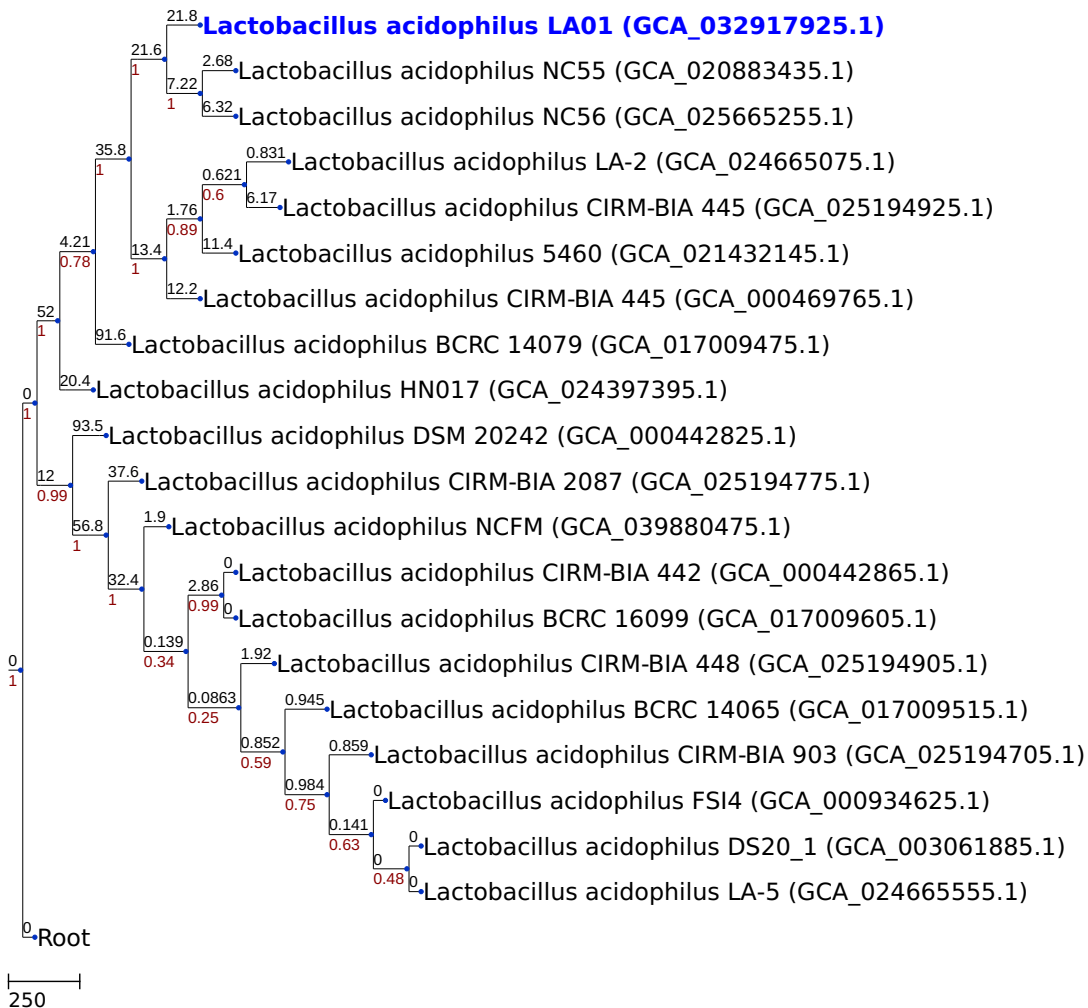 21.8
Lactobacillus acidophilus LA01 (GCA_032917925.1)
21.6
1
2.68
Lactobacillus acidophilus NC55 (GCA_020883435.1)
7.22
1
6.32
Lactobacillus acidophilus NC56 (GCA_025665255.1)
35.8
1
0.831
Lactobacillus acidophilus LA-2 (GCA_024665075.1)
0.621
0.6
6.17
Lactobacillus acidophilus CIRM-BIA 445 (GCA_025194925.1)
1.76
0.89
11.4
Lactobacillus acidophilus 5460 (GCA_021432145.1)
4.21
0.78
13.4
1
12.2
Lactobacillus acidophilus CIRM-BIA 445 (GCA_000469765.1)
52
1
91.6
Lactobacillus acidophilus BCRC 14079 (GCA_017009475.1)
20.4
Lactobacillus acidophilus HN017 (GCA_024397395.1)
0
1
93.5
Lactobacillus acidophilus DSM 20242 (GCA_000442825.1)
12
0.99
37.6
Lactobacillus acidophilus CIRM-BIA 2087 (GCA_025194775.1)
56.8
1
1.9
Lactobacillus acidophilus NCFM (GCA_039880475.1)
32.4
1
0
Lactobacillus acidophilus CIRM-BIA 442 (GCA_000442865.1)
2.86
0.99
0
Lactobacillus acidophilus BCRC 16099 (GCA_017009605.1)
0.139
0.34
1.92
Lactobacillus acidophilus CIRM-BIA 448 (GCA_025194905.1)
0
1
0.0863
0.25
0.945
Lactobacillus acidophilus BCRC 14065 (GCA_017009515.1)
0.852
0.59
0.859
Lactobacillus acidophilus CIRM-BIA 903 (GCA_025194705.1)
0.984
0.75
0
Lactobacillus acidophilus FSI4 (GCA_000934625.1)
0.141
0.63
0
Lactobacillus acidophilus DS20_1 (GCA_003061885.1)
0
0.48
0
Lactobacillus acidophilus LA-5 (GCA_024665555.1)
0
Root
250